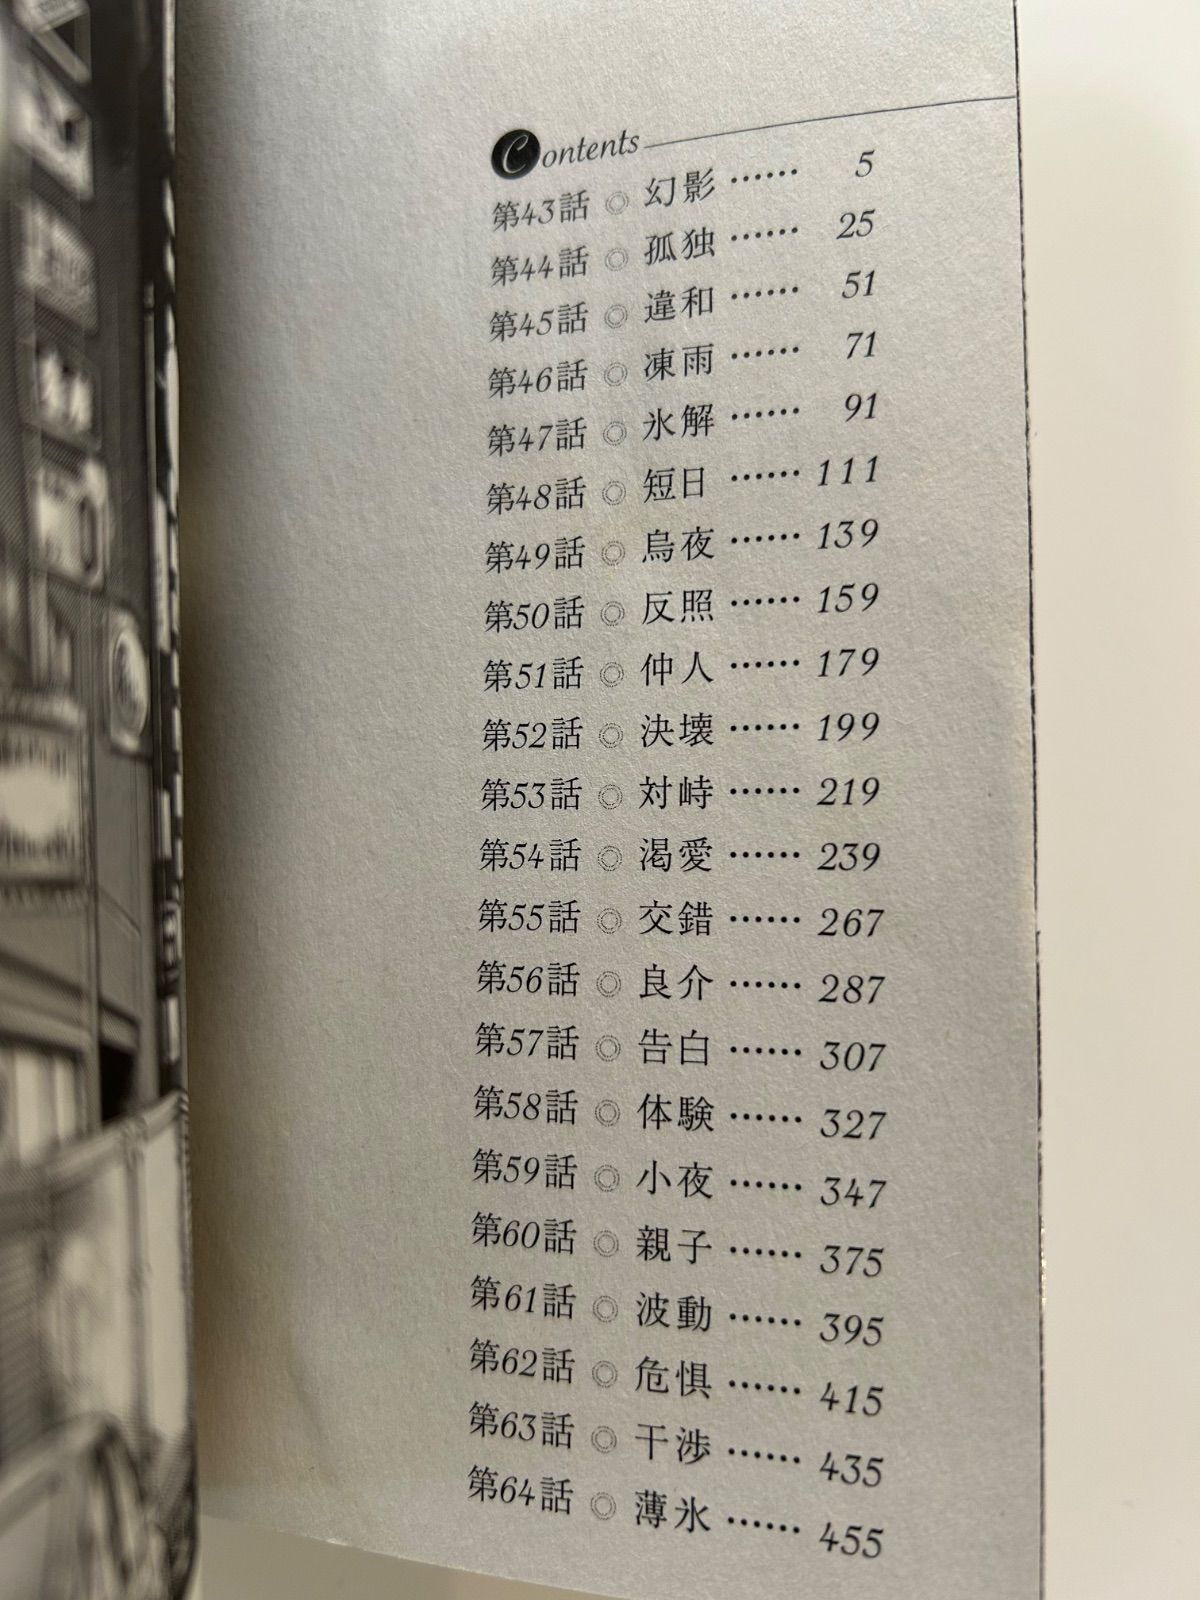 Contents
第43話 ◎ 幻影 …… 5
第44話 ◎ 孤独 …… 25
第45話 ◎ 違和 …… 51
第46話 ◎ 凍雨 …… 71
第47話 ◎ 氷解 …… 91
第48話 ◎ 短日 …… 111
第49話 ◎ 烏夜 …… 139
第50話 ◎ 反照 …… 159
第51話 ◎ 仲人 …… 179
第52話 ◎ 決壊 …… 199
第53話 ◎ 対峙 …… 219
第54話 ◎ 渇愛 …… 239
第55話 ◎ 交錯 …… 267
第56話 ◎ 良介 …… 287
第57話 ◎ 告白 …… 307
第58話 ◎ 体験 …… 327
第59話 ◎ 小夜 …… 347
第60話 ◎ 親子 …… 375
第61話 ◎ 波動 …… 395
第62話 ◎ 危惧 …… 415
第63話 ◎ 干渉 …… 435
第64話 ◎ 薄氷 …… 455